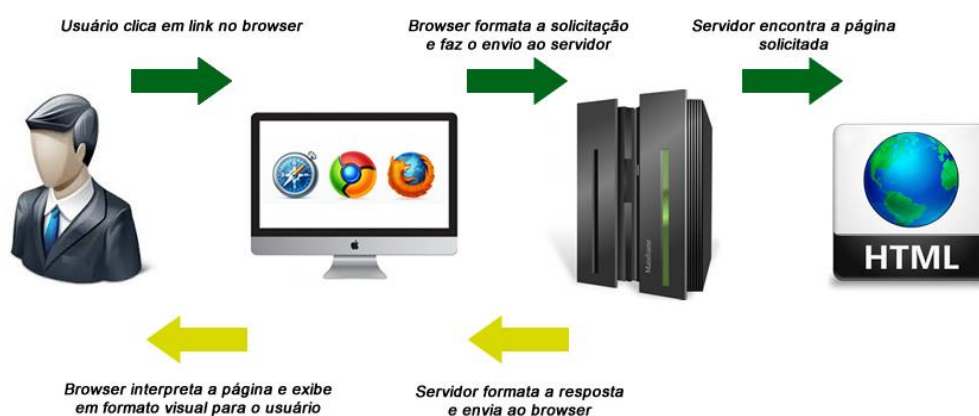 Usuário clica em link no browser
Browser formata a solicitação
e faz o envio ao servidor
Servidor encontra a página
solicitada
Mainframe
HTML
Browser interpreta a página e exibe
em formato visual para o usuário
Servidor formata a resposta
e envia ao browser